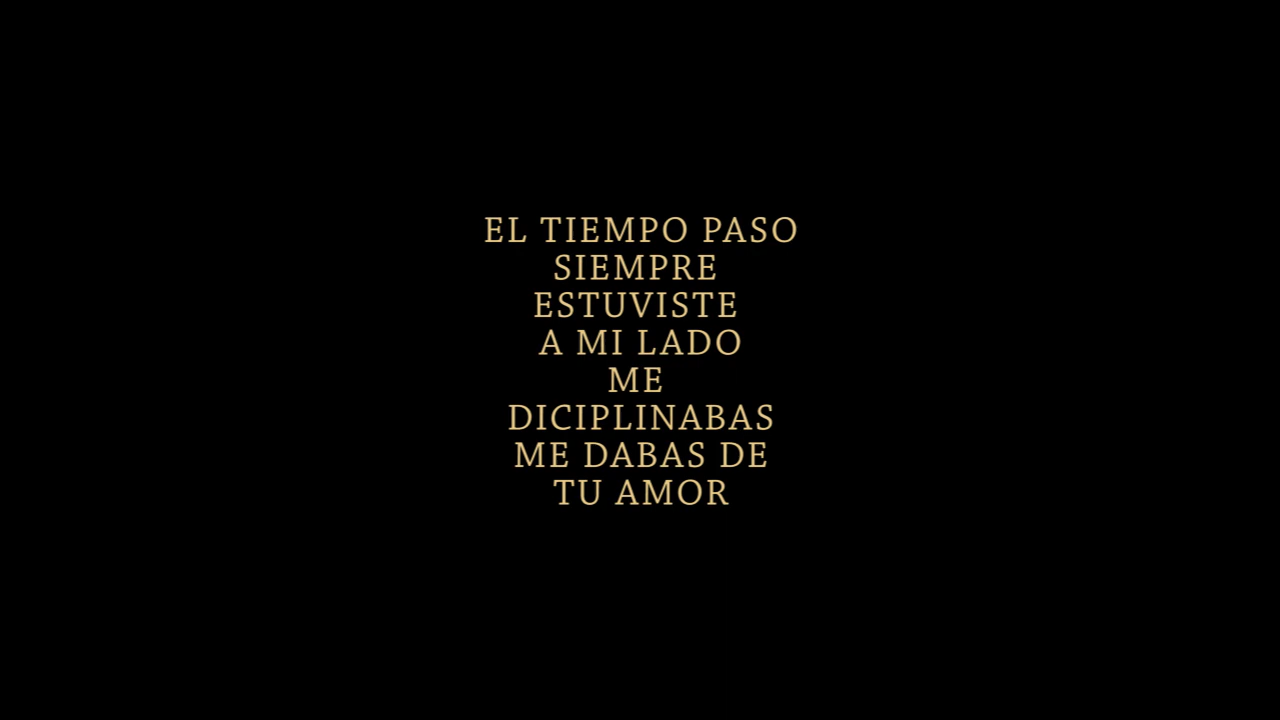 EL TIEMPO PASO
SIEMPRE
ESTUVISTE
A MI LADO
ME
DICIPLINABAS
ME DABAS DE
TU AMOR